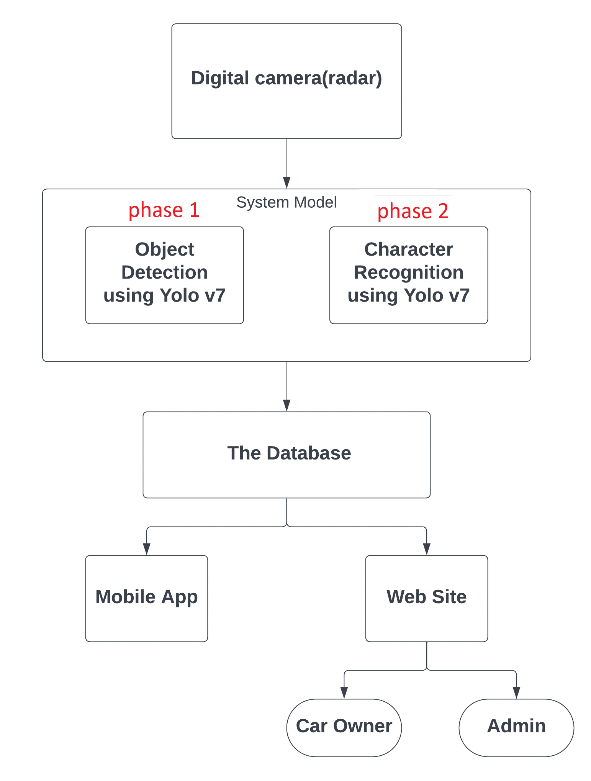 Digital camera(radar)
System Model
phase 1
phase 2
Object
Detection
using Yolo v7
Character
Recognition
using Yolo v7
The Database
Mobile App
Web Site
Car Owner
Admin